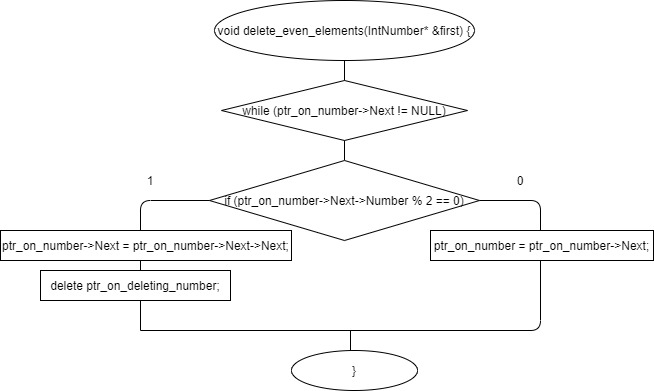 void delete_even_elements(IntNumber* &first) {
while (ptr_on_number->Next != NULL)
if (ptr_on_number->Next->Number % 2 == 0)
1
0
ptr_on_number->Next = ptr_on_number->Next->Next;
ptr_on_number = ptr_on_number->Next;
delete ptr_on_deleting_number;
}